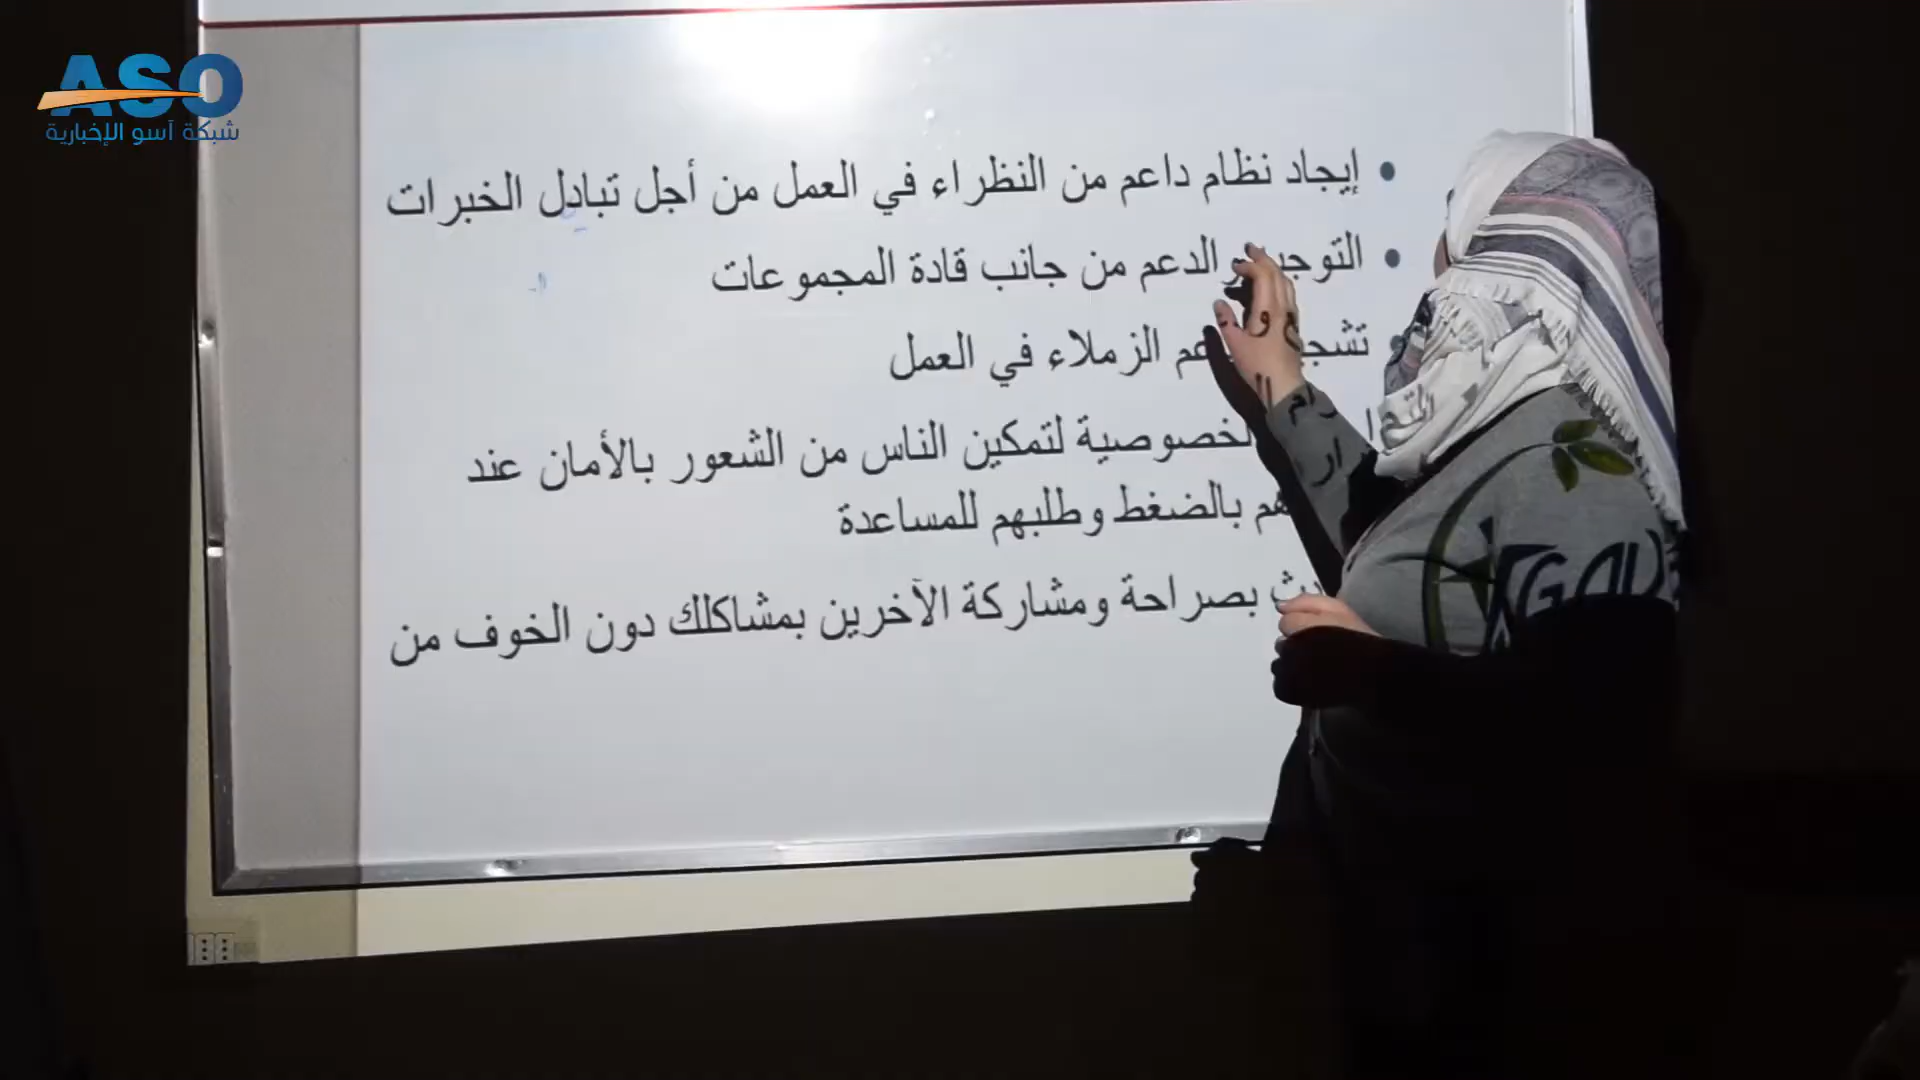 ASO
شبكة آسو الإخبارية
• إيجاد نظام داعم من النظراء في العمل من أجل تبادل الخبرات
• التوجيه والدعم من جانب قادة المجموعات
الزملاء في العمل
لتمكين الناس من الشعور بالأمان عند
بالضغط وطلبهم للمساعدة
بصراحة ومشاركة الآخرين بمشاكلك دون الخوف من